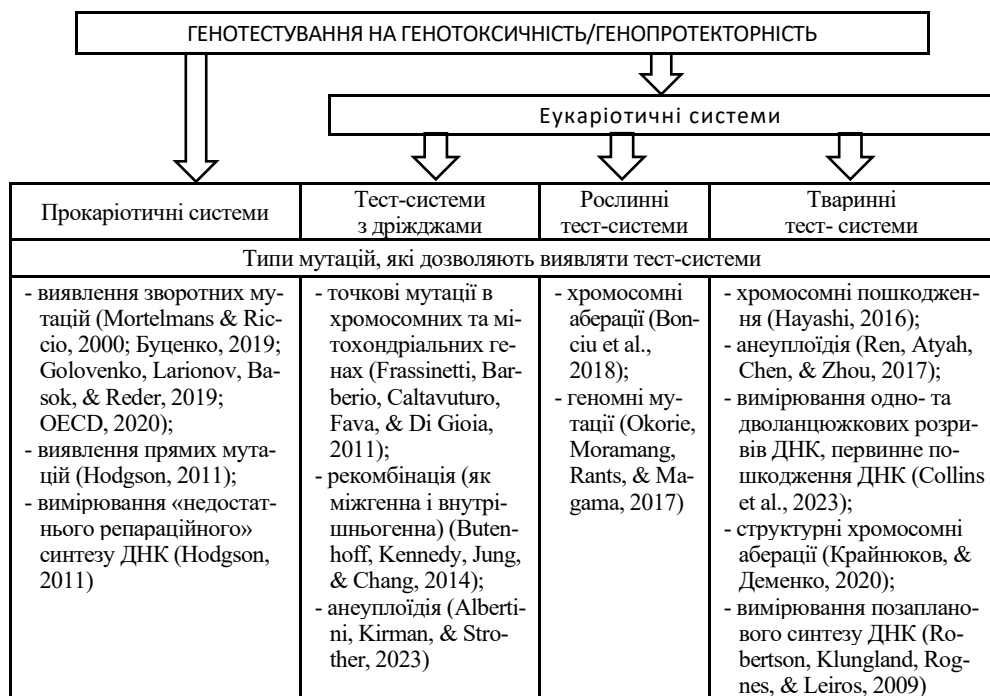 ГЕНОТЕСТУВАННЯ НА ГЕНОТОКСИЧНІСТЬ/ГЕНОПРОТЕКТОРНІСТЬ
Еукаріотичні системи
Прокаріотичні системи
Тест-системи
з дріжджами
Рослинні
тест-системи
Тваринні
тест- системи
Типи мутацій, які дозволяють виявляти тест-системи
- виявлення зворотних му-
тацій (Mortelmans & Ric-
cio, 2000; Буценко, 2019;
Golovenko, Larionov, Ba-
sok, & Reder, 2019;
OECD, 2020);
- виявлення прямих мута-
цій (Hodgson, 2011);
- вимірювання «недостат-
нього репараційного»
синтезу ДНК (Hodgson,
2011)
- точкові мутації в
хромосомних та мі-
тохондріальних ге-
нах (Frassinetti, Bar-
berio, Caltavuturo,
Fava, & Di Gioia,
2011);
- рекомбінація (як
міжгенна і внутрі-
шньогенна) (Buten-
hoff, Kennedy, Jung,
& Chang, 2014);
- анеуплоїдія (Alberti-
ni, Kirman, & Stro-
ther, 2023)
- хромосомні
аберації (Bon-
ciu et al.,
2018);
- геномні му-
тації (Okorie,
Moramang,
Rants, & Ma-
gama, 2017)
- хромосомні пошкоджен-
ня (Hayashi, 2016);
- анеуплоїдія (Ren, Atyah,
Chen, & Zhou, 2017);
- вимірювання одно- та
дволанцюжкових розри-
вів ДНК, первинне по-
шкодження ДНК (Collins
et al., 2023);
- структурні хромосомні
аберації (Крайнюков, &
Деменко, 2020);
- вимірювання позаплано-
вого синтезу ДНК (Ro-
bertson, Klungland, Rog-
nes, & Leiros, 2009)